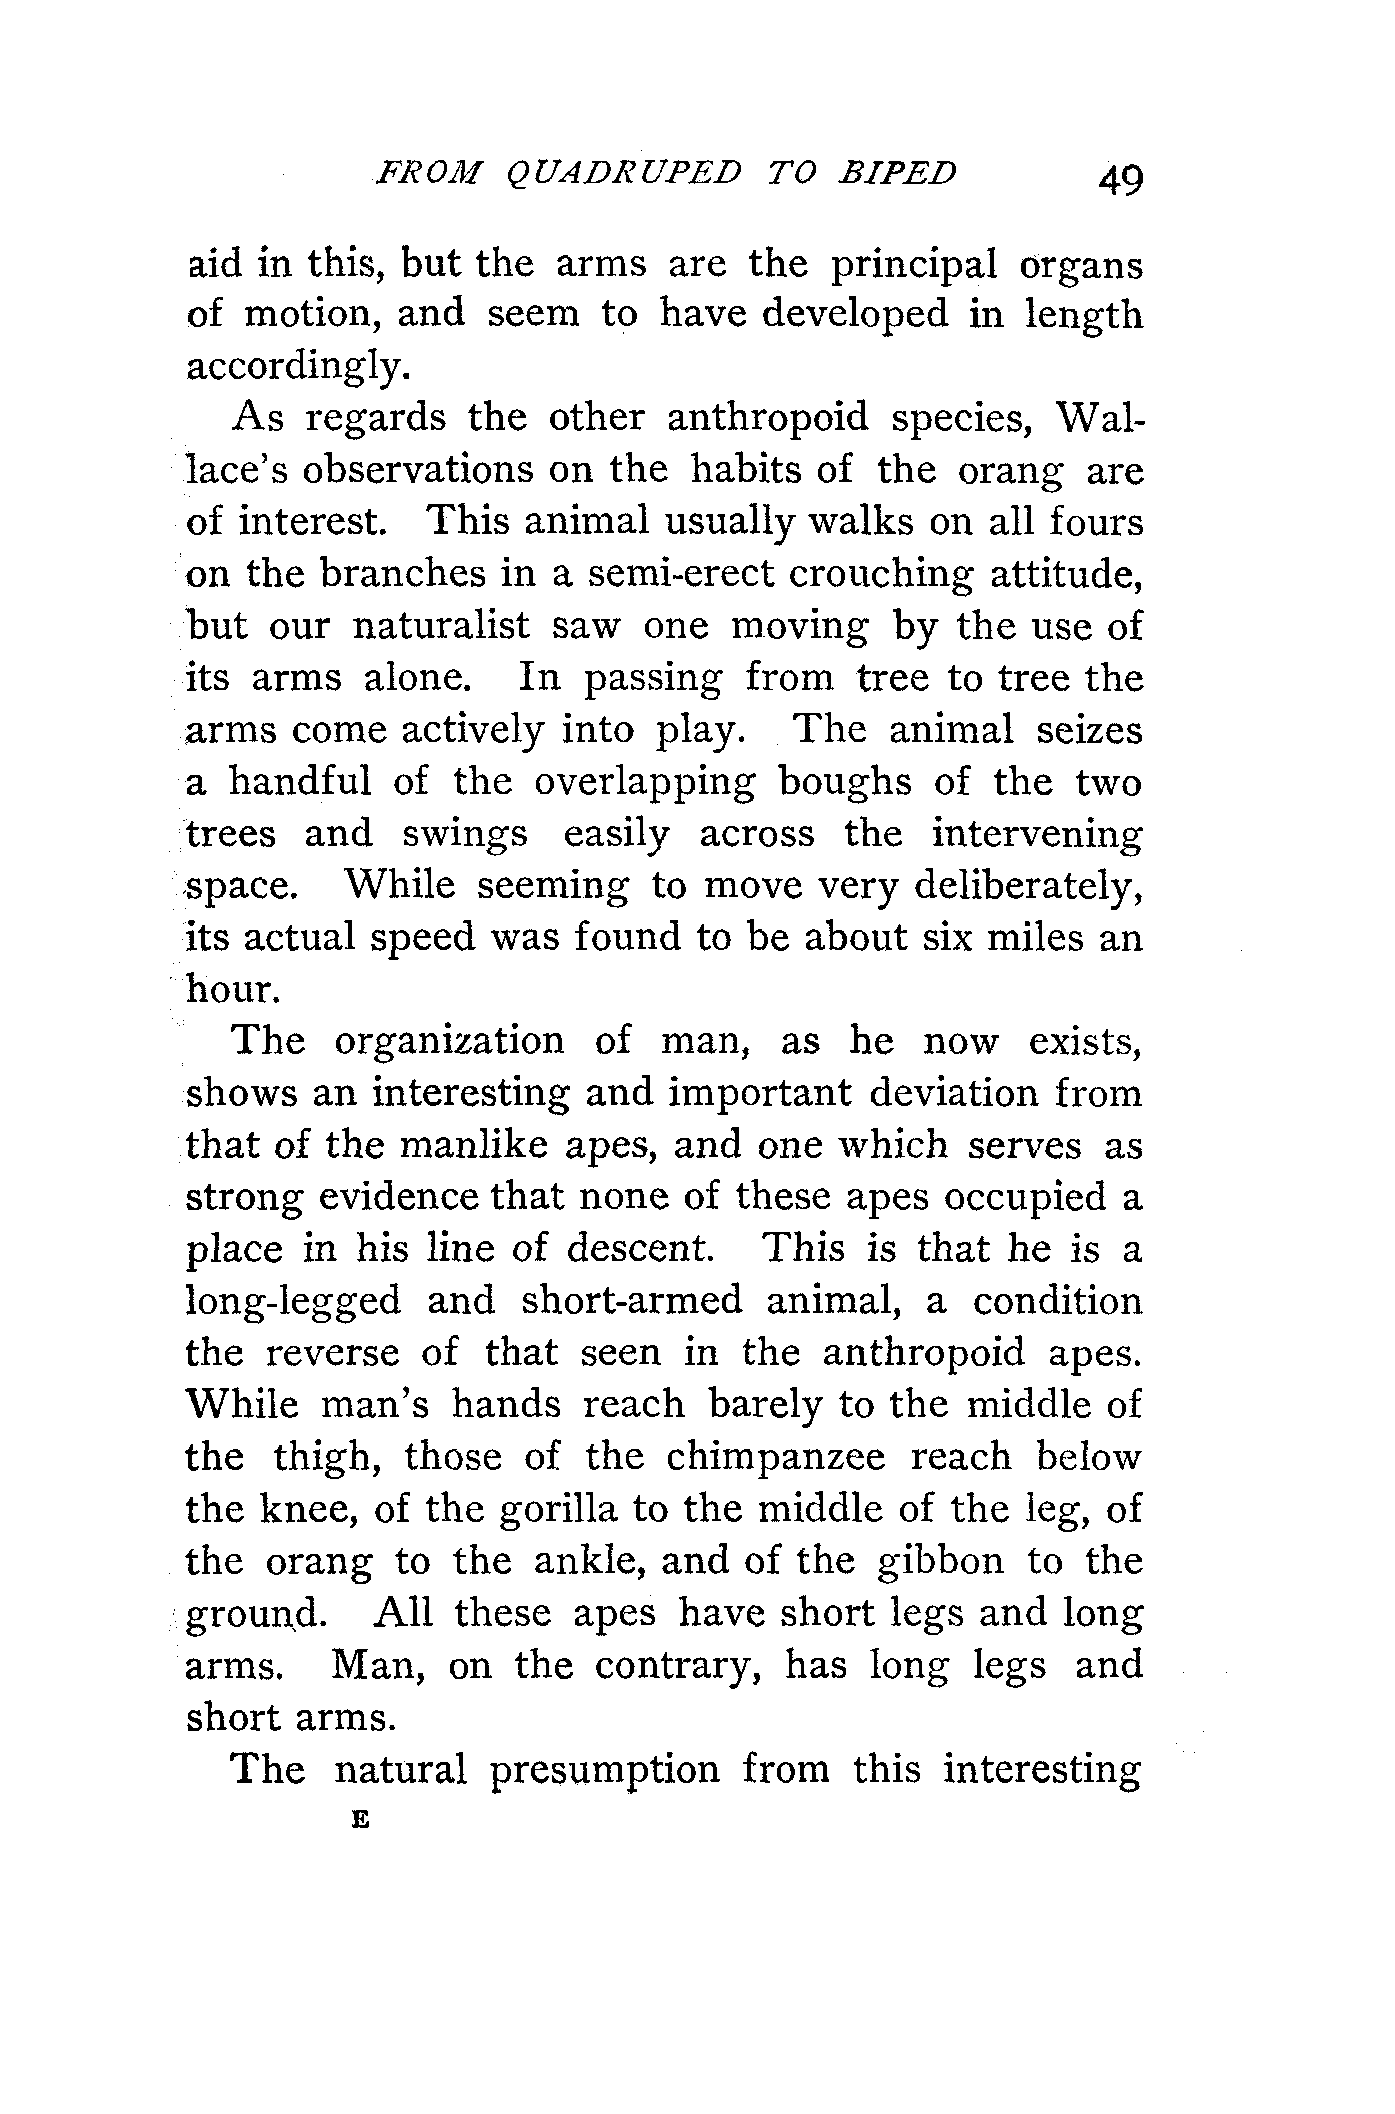 FROM QUADRUPED TO BIPED 49
aid in this, but the arms are the principal organs
of motion, and seem to have developed in length
accordingly.
As regards the other anthropoid species, Wal-
lace's observations on the habits of the orang are
of interest. This animal usually walks on all fours
on the branches in a semi-erect crouching attitude,
but our naturalist saw one moving by the use of
its arms alone. In passing from tree to tree the
arms come actively into play. The animal seizes
a handful of the overlapping boughs of the two
trees and swings easily across the intervening
space. While seeming to move very deliberately,
its actual speed was found to be about six miles an
hour.
The organization of man, as he now exists,
shows an interesting and important deviation from
that of the manlike apes, and one which serves as
strong evidence that none of these apes occupied a
place in his line of descent. This is that he is a
long-legged and short-armed animal, a condition
the reverse of that seen in the anthropoid apes.
While man's hands reach barely to the middle of
the thigh, those of the chimpanzee reach below
the knee, of the gorilla to the middle of the leg, of
the orang to the ankle, and of the gibbon to the
ground. All these apes have short legs and long
arms. Man, on the contrary, has long legs and
short arms.
The natural presumption from this interesting
E